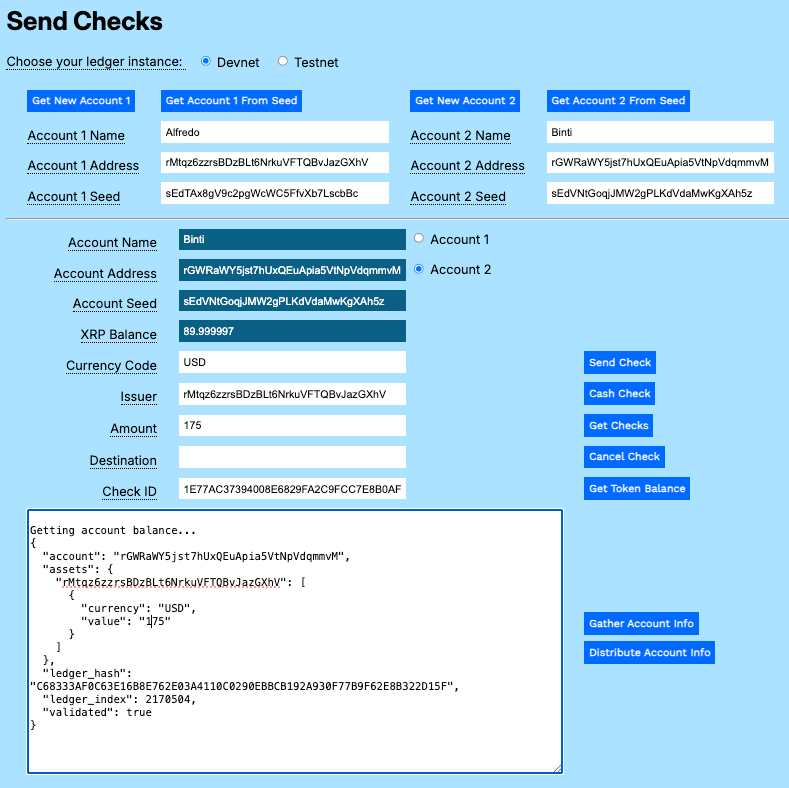 Send Checks
Choose your ledger instance: Devnet Testnet
Get New Account 1 Get Account 1 From Seed Get New Account 2 Get Account 2 From Seed
Account 1 Name Alfredo Account 2 Name Binti
Account 1 Address rMtqz6zzrsBDzBLt6NrkuVFTQBvJazGXhV Account 2 Address rGWRaWY5jst7hUxQEuApia5VtNpVdqmmvM
Account 1 Seed sEdTAx8gV9c2pgWcWC5FfvXb7LscbBc Account 2 Seed sEdVNtGoqjJMW2gPLKdVdaMwKgXAh5z
Account Name Binti Account 1
Account Address rGWRaWY5jst7hUxQEuApia5VtNpVdqmmvM Account 2
Account Seed sEdVNtGoqjJMW2gPLKdVdaMwKgXAh5z
XRP Balance 89.999997
Currency Code USD Send Check
Issuer rMtqz6zzrsBDzBLt6NrkuVFTQBvJazGXhV Cash Check
Amount 175 Get Checks
Destination Cancel Check
Check ID 1E77AC37394008E6829FA2C9FCC7E8B0AF Get Token Balance
Getting account balance...
{
"account": "rGWRaWY5jst7hUxQEuApia5VtNpVdqmmvM",
"assets": {
"rMtqz6zzrsBDzBLt6NrkuVFTQBvJazGXhV": [
{
"currency": "USD",
"value": "175"
}
]
},
"ledger_hash":
"C68333AF0C63E16B8E762E03A4110C0290EBBCB192A930F77B9F62E8B322D15F",
"ledger_index": 2170504,
"validated": true
}
Gather Account Info
Distribute Account Info